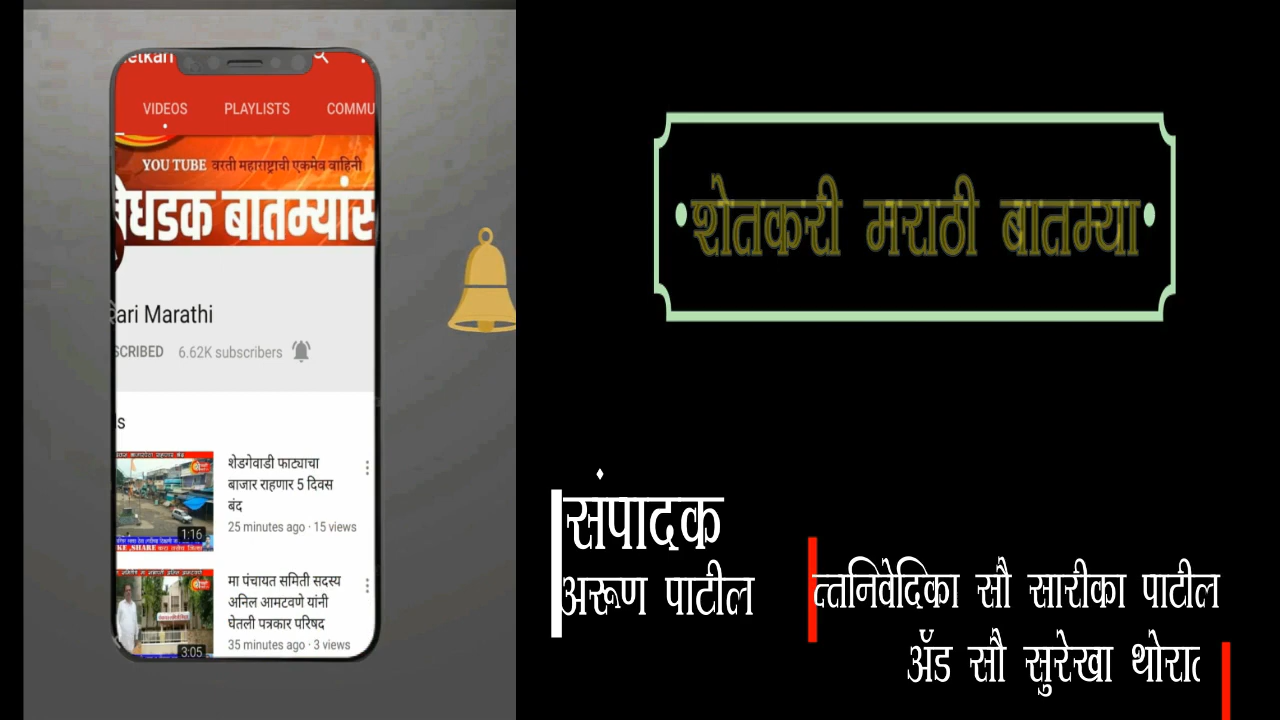 VIDEOS PLAYLISTS COMMU
YOU TUBE वरती महाराष्ट्राची एकमेव वाहिनी
बेधडक बातम्यांस
ari Marathi
SCRIBED 6.62K subscribers
शेडगेवाडी फाट्याचा
बाजार राहणार 5 दिवस
बंद
25 minutes ago · 15 views
1:16
मा पंचायत समिती सदस्य
अनिल आमटवणे यांनी
घेतली पत्रकार परिषद
35 minutes ago · 3 views
3:05
शेतकरी मराठी बातम्या
संपादक
अरूण पाटील
त्तनिवेदिका सौ सारीका पाटील
ॲड सौ सुरेखा थोरात